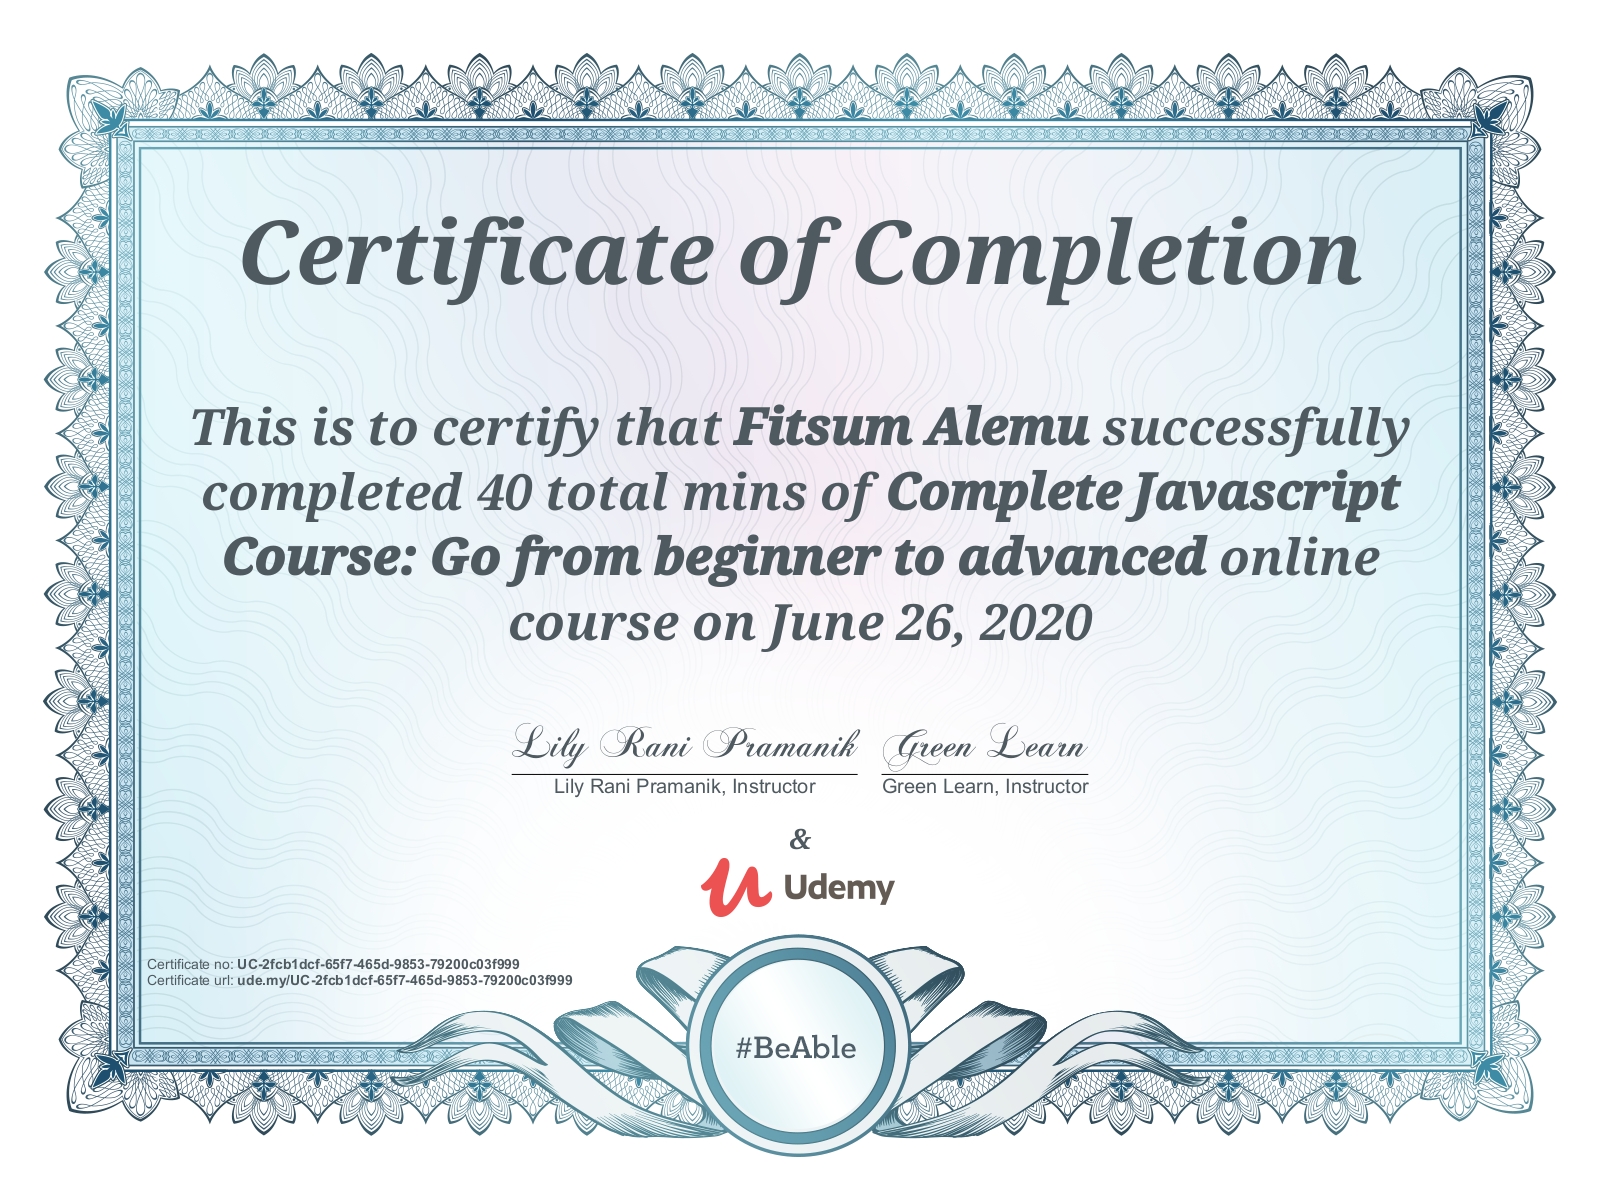 Certificate of Completion
This is to certify that Fitsum Alemu successfully
completed 40 total mins of Complete Javascript
Course: Go from beginner to advanced online
course on June 26, 2020
Lily Rani Pramanik Green Learn
Lily Rani Pramanik, Instructor Green Learn, Instructor
&
Udemy
Certificate no: UC-2fcb1dcf-65f7-465d-9853-79200c03f999
Certificate url: ude.my/UC-2fcb1dcf-65f7-465d-9853-79200c03f999
#BeAble